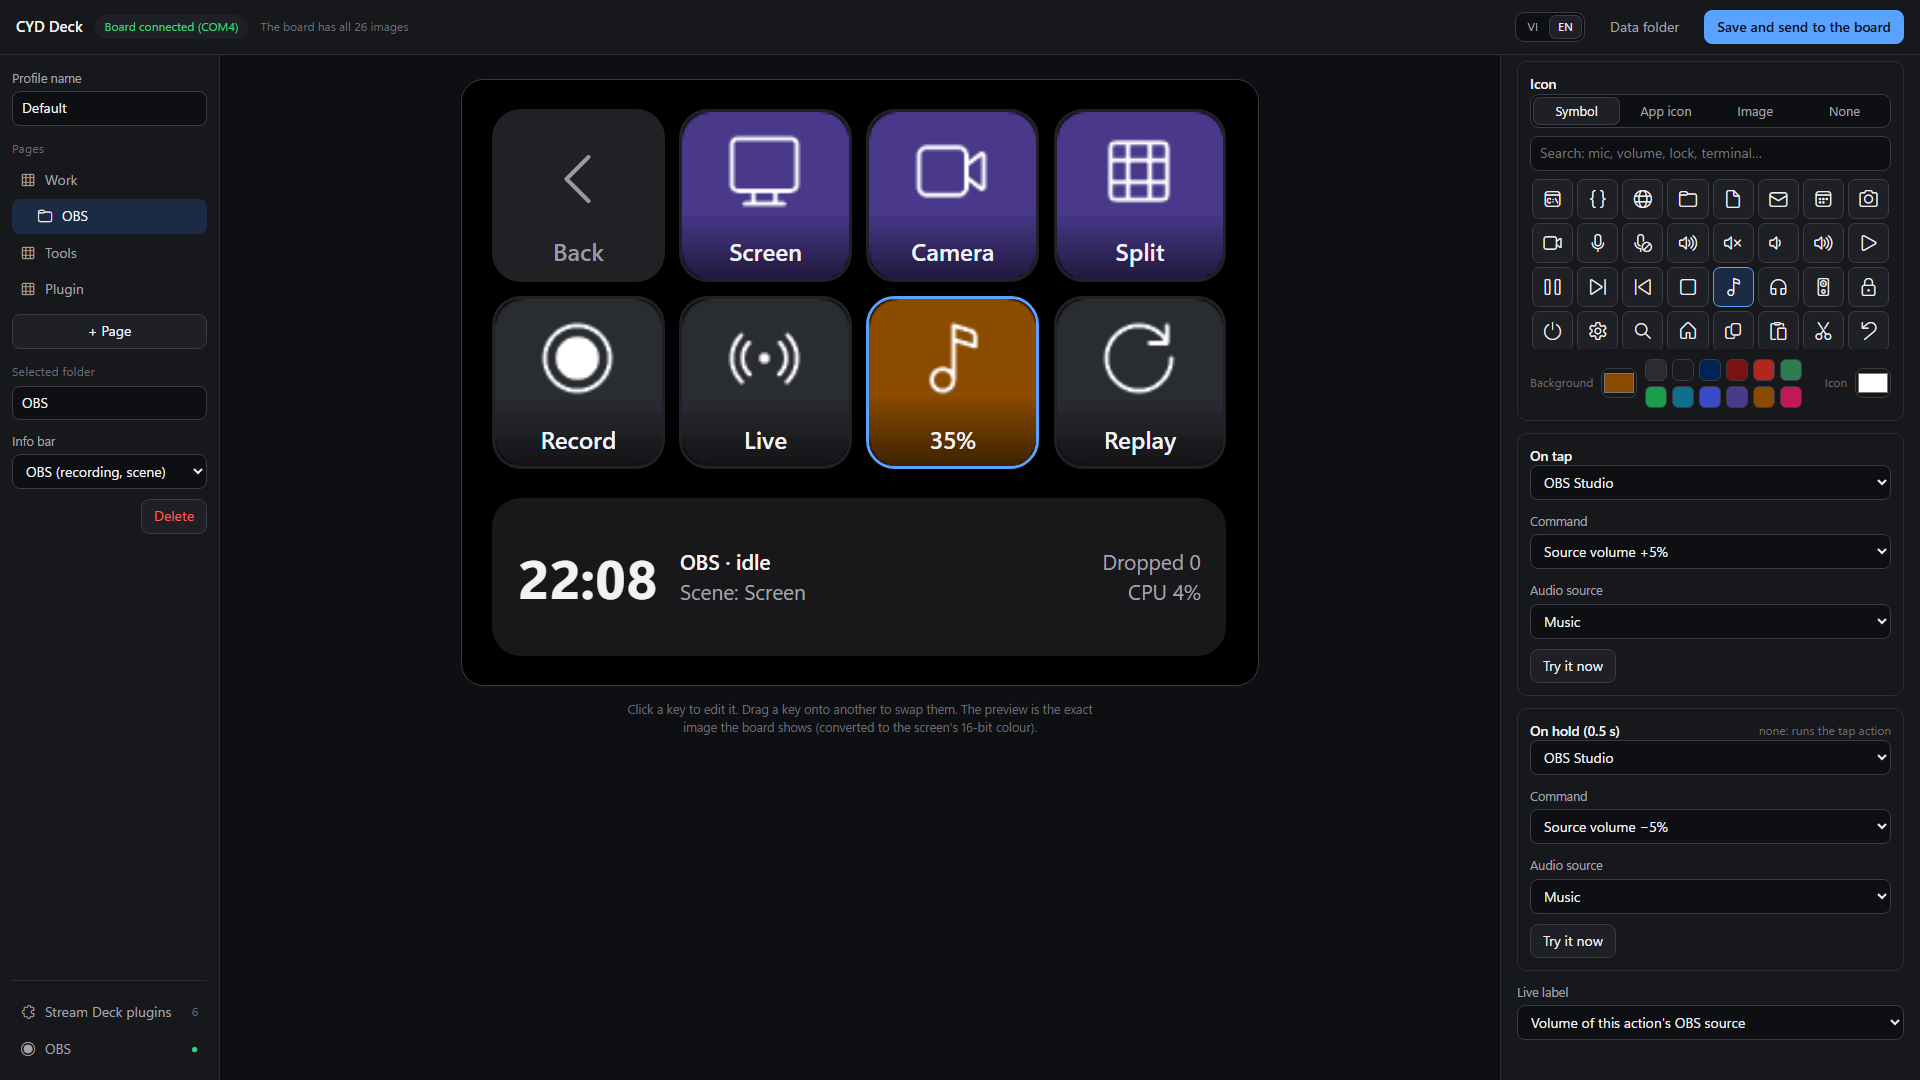 CYD Deck
Board connected (COM4)
The board has all 26 images
VI
EN
Data folder
Save and send to the board
Profile name
Default
Pages
Work
OBS
Tools
Plugin
+ Page
Selected folder
OBS
Info bar
OBS (recording, scene)
Delete
Stream Deck plugins
6
OBS
Back
Screen
Camera
Split
Record
Live
35%
Replay
22:08
OBS · idle
Scene: Screen
Dropped 0
CPU 4%
Click a key to edit it. Drag a key onto another to swap them. The preview is the exact
image the board shows (converted to the screen's 16-bit colour).
Icon
Symbol
App icon
Image
None
Search: mic, volume, lock, terminal...
Background
Icon
On tap
OBS Studio
Command
Source volume +5%
Audio source
Music
Try it now
On hold (0.5 s)
none: runs the tap action
OBS Studio
Command
Source volume −5%
Audio source
Music
Try it now
Live label
Volume of this action's OBS source